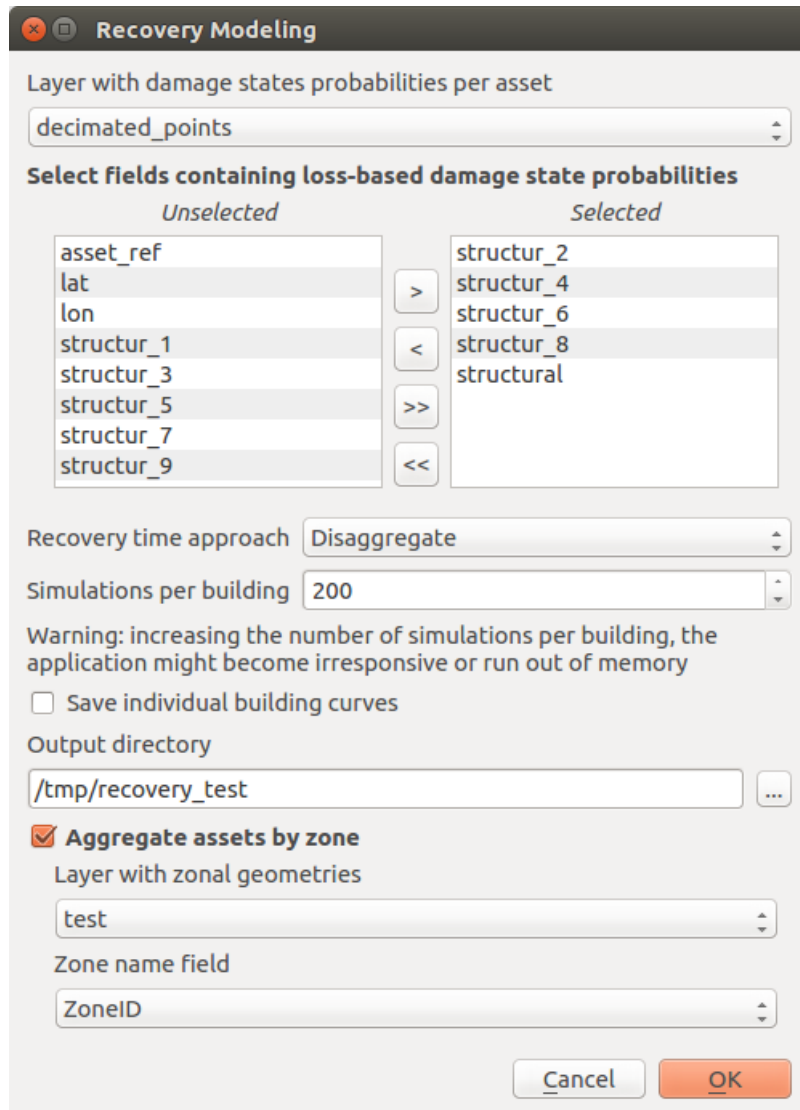 Recovery Modeling
Layer with damage states probabilities per asset
decimated_points
Select fields containing loss-based damage state probabilities
Unselected
Selected
asset_ref
lat
lon
structur_1
structur_3
structur_5
structur_7
structur_9
>
<
>>
<<
structur_2
structur_4
structur_6
structur_8
structural
Recovery time approach Disaggregate
Simulations per building 200
Warning: increasing the number of simulations per building, the
application might become irresponsive or run out of memory
Save individual building curves
Output directory
/tmp/recovery_test ...
Aggregate assets by zone
Layer with zonal geometries
test
Zone name field
ZoneID
Cancel OK